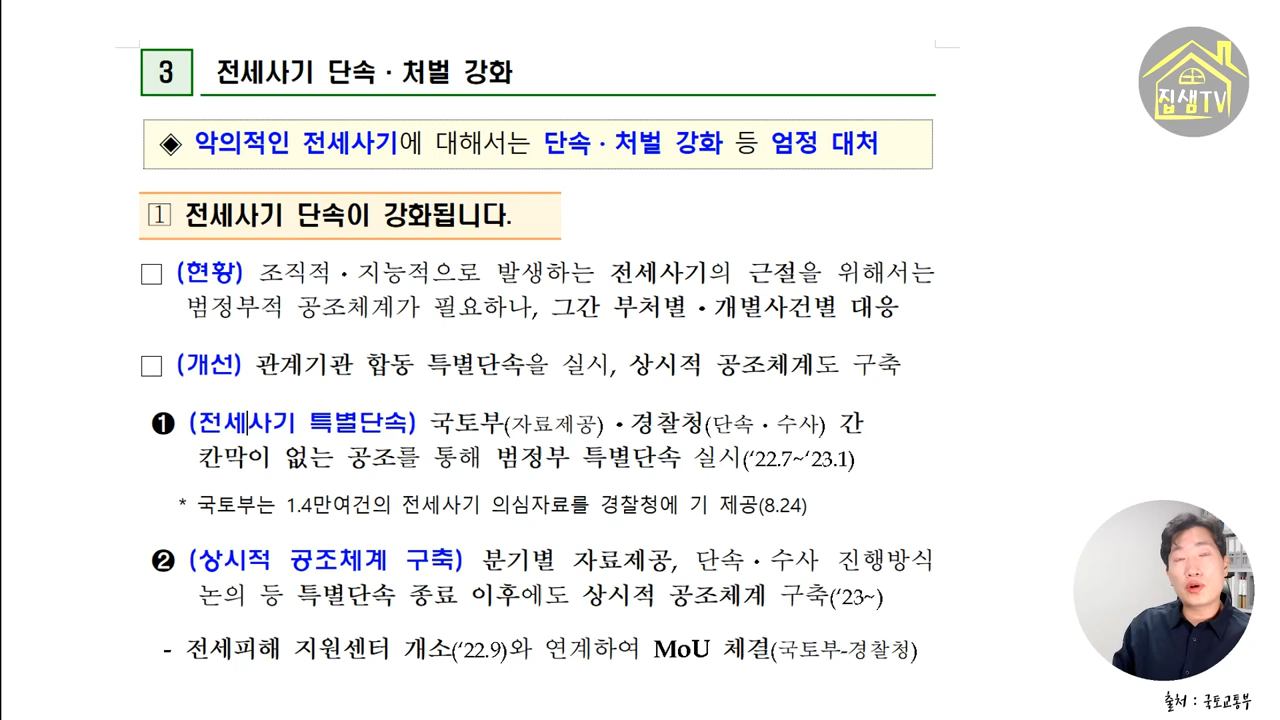 집샘TV
3 전세사기 단속·처벌 강화
◈ 악의적인 전세사기에 대해서는 단속·처벌 강화 등 엄정 대처
1 전세사기 단속이 강화됩니다.
□ (현황) 조직적·지능적으로 발생하는 전세사기의 근절을 위해서는
범정부적 공조체계가 필요하나, 그간 부처별·개별사건별 대응
□ (개선) 관계기관 합동 특별단속을 실시, 상시적 공조체계도 구축
❶ (전세사기 특별단속) 국토부(자료제공)·경찰청(단속·수사) 간
칸막이 없는 공조를 통해 범정부 특별단속 실시(‘22.7~‘23.1)
* 국토부는 1.4만여건의 전세사기 의심자료를 경찰청에 기 제공(8.24)
❷ (상시적 공조체계 구축) 분기별 자료제공, 단속·수사 진행방식
논의 등 특별단속 종료 이후에도 상시적 공조체계 구축(‘23~)
- 전세피해 지원센터 개소(‘22.9)와 연계하여 MoU 체결(국토부-경찰청)
출처 : 국토교통부